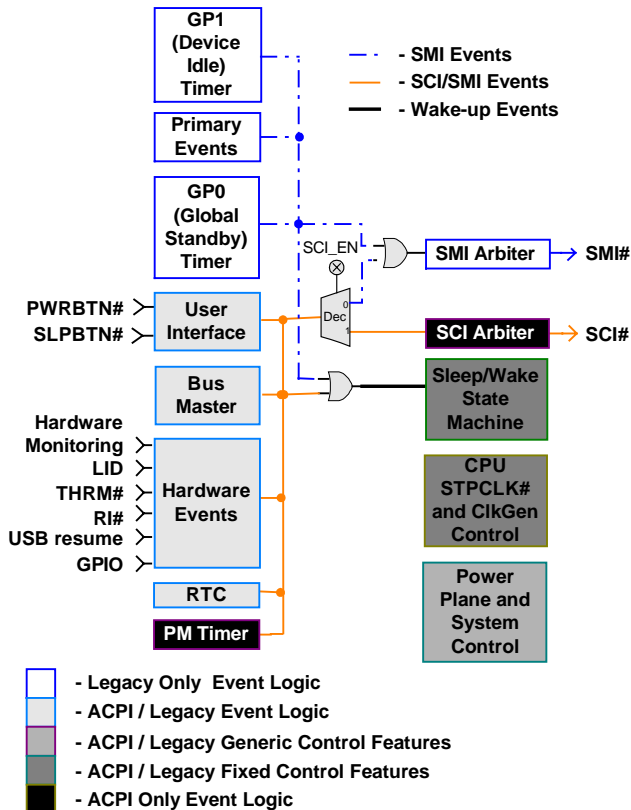 GP1
(Device
Idle)
Timer
- SMI Events
- SCI/SMI Events
- Wake-up Events
Primary
Events
GP0
(Global
Standby)
Timer
SCI_EN
SMI Arbiter
SMI#
PWRBTN#
SLPBTN#
User
Interface
Dec
0
1
SCI Arbiter
SCI#
Bus
Master
Sleep/Wake
State
Machine
Hardware
Monitoring
LID
THRM#
RI#
USB resume
GPIO
Hardware
Events
CPU
STPCLK#
and ClkGen
Control
RTC
PM Timer
Power
Plane and
System
Control
- Legacy Only Event Logic
- ACPI / Legacy Event Logic
- ACPI / Legacy Generic Control Features
- ACPI / Legacy Fixed Control Features
- ACPI Only Event Logic